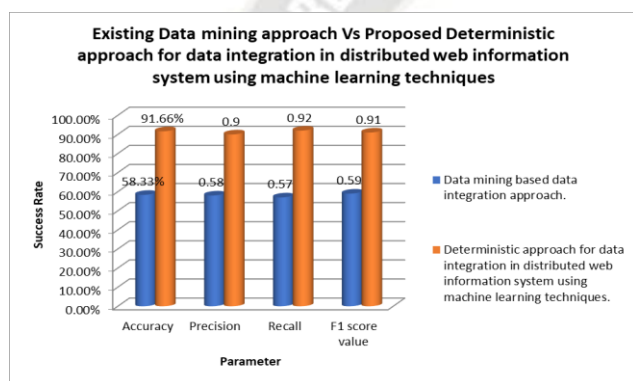 Existing Data mining approach Vs Proposed Deterministic
approach for data integration in distributed web information
system using machine learning techniques
100.00%
90.00%
80.00%
70.00%
60.00%
50.00%
40.00%
30.00%
20.00%
10.00%
0.00%
Success Rate
91.66%
0.9
0.92
0.91
58.33%
0.58
0.57
0.59
Accuracy
Precision
Recall
F1 score
value
Parameter
Data mining based data
integration approach.
Deterministic approach for data
integration in distributed web
information system using
machine learning techniques.